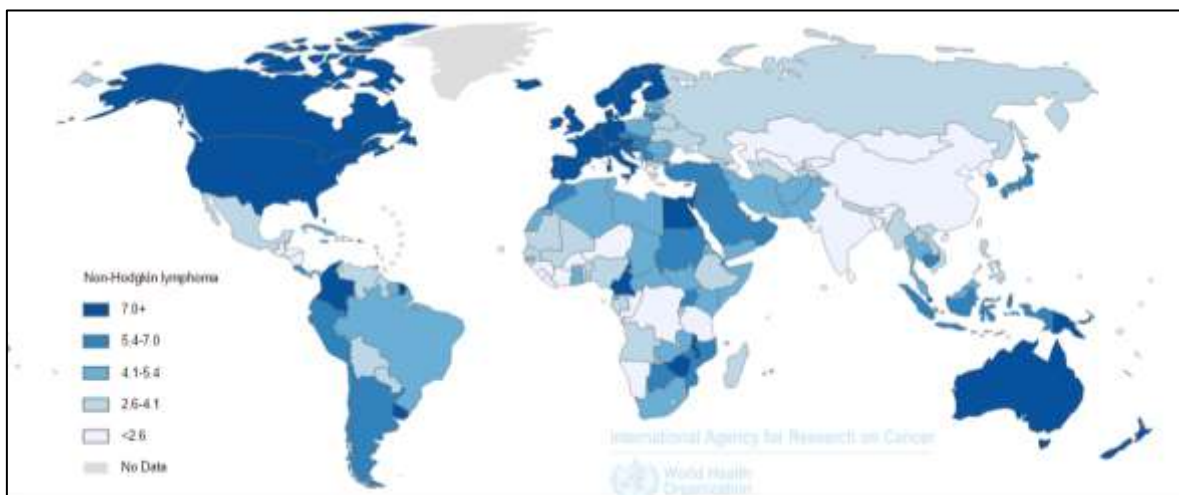 Non-Hodgkin lymphoma
7.0+
5.4-7.0
4.1-5.4
2.6-4.1
<2.6
No Data
International Agency for Research on Cancer
World Health
Organization